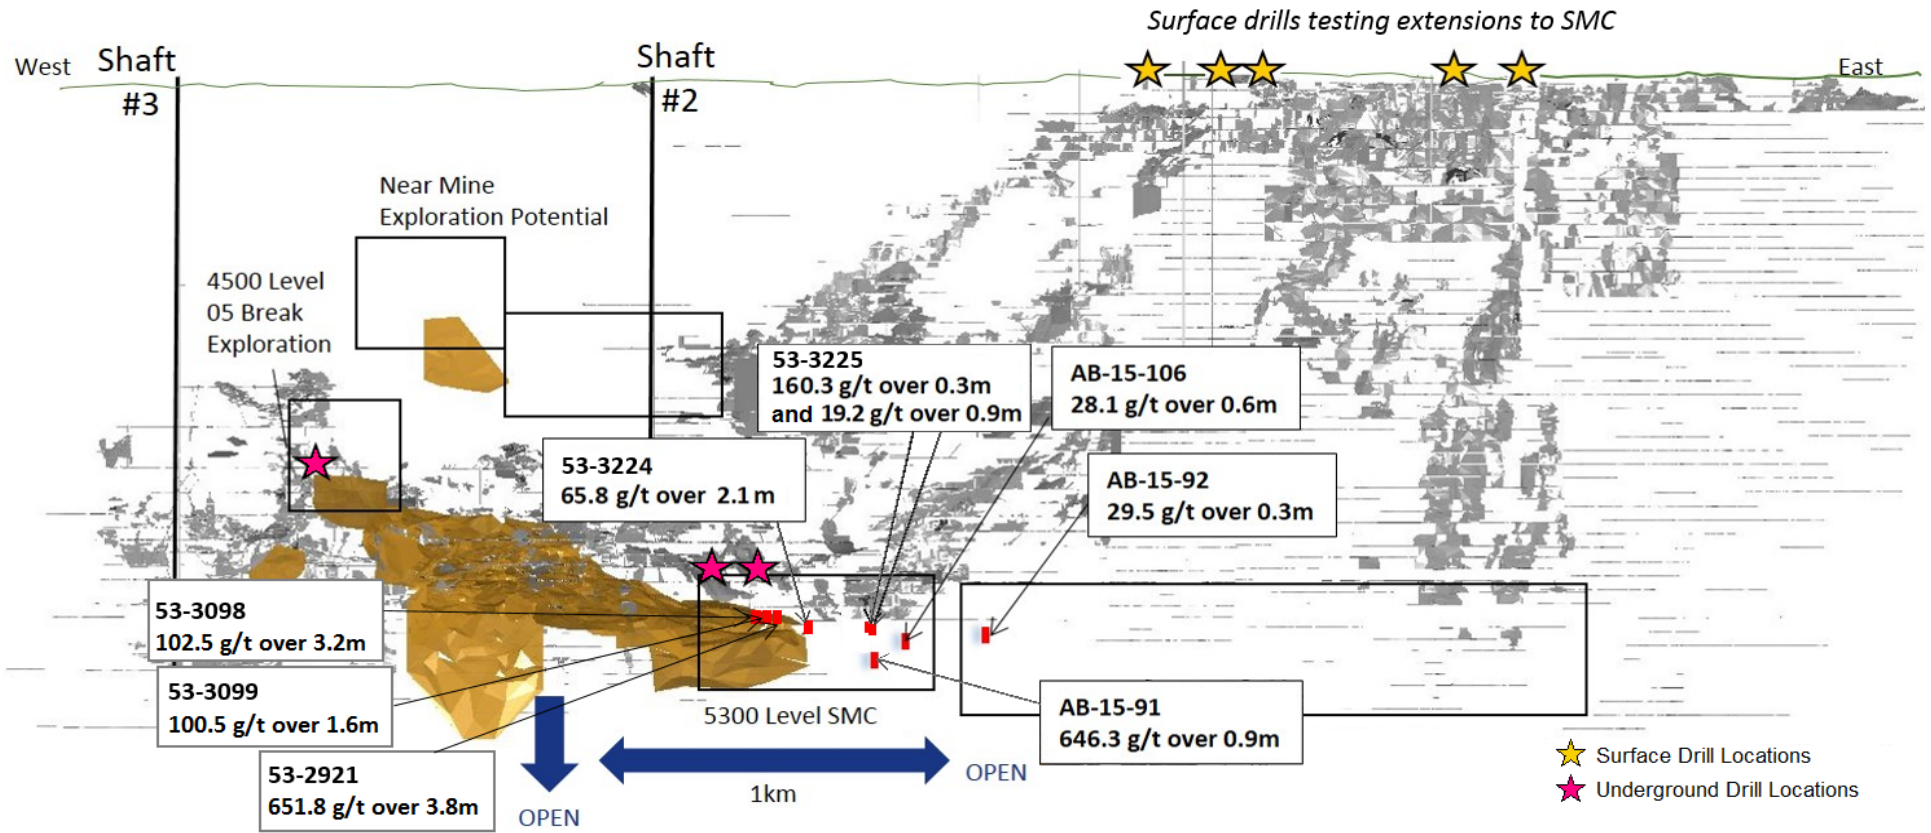 Surface drills testing extensions to SMC
West
Shaft
#3
Shaft
#2
East
Near Mine
Exploration Potential
4500 Level
05 Break
Exploration
53-3225
160.3 g/t over 0.3m
and 19.2 g/t over 0.9m
AB-15-106
28.1 g/t over 0.6m
53-3224
65.8 g/t over 2.1m
AB-15-92
29.5 g/t over 0.3m
53-3098
102.5 g/t over 3.2m
53-3099
100.5 g/t over 1.6m
53-2921
651.8 g/t over 3.8m
5300 Level SMC
AB-15-91
646.3 g/t over 0.9m
OPEN
1km
OPEN
Surface Drill Locations
Underground Drill Locations